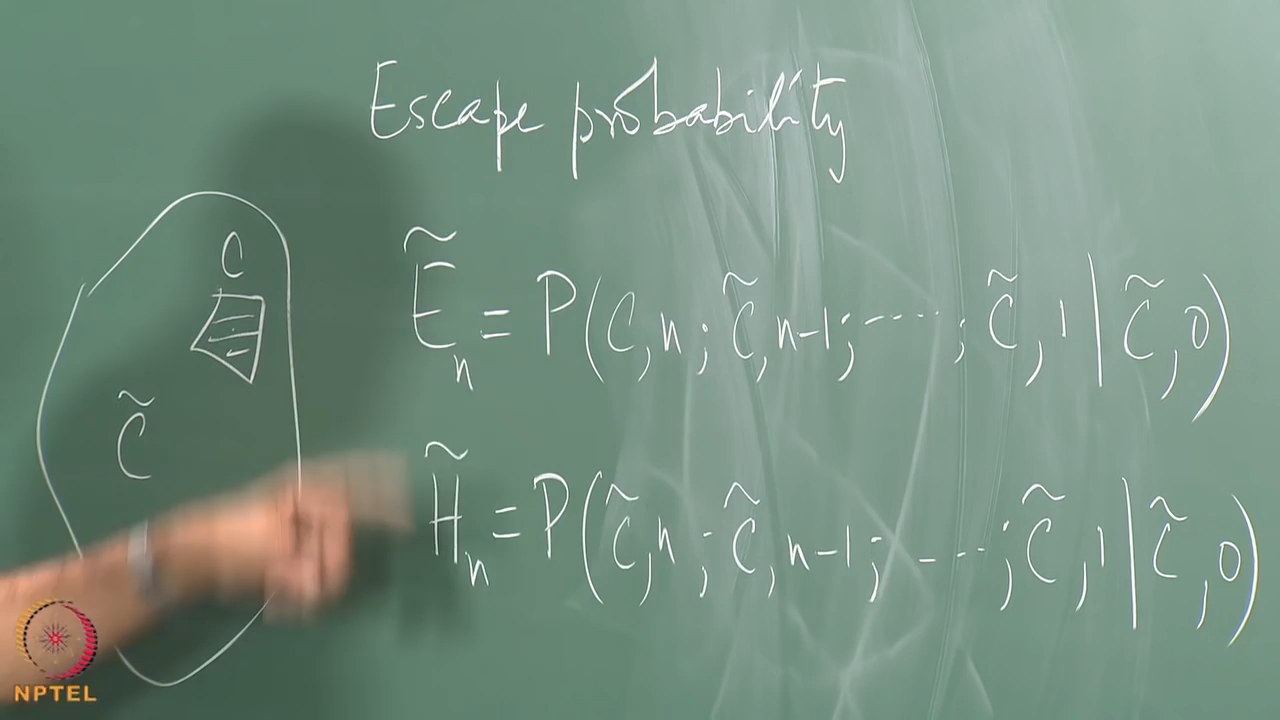 Escape probability
C
C̃
Ẽₙ = P(C, n; C̃, n-1; ----; C̃, 1 | C̃, 0)
H̃ₙ = P(C̃, n; C̃, n-1; - ---; C̃, 1 | C̃, 0)
NPTEL